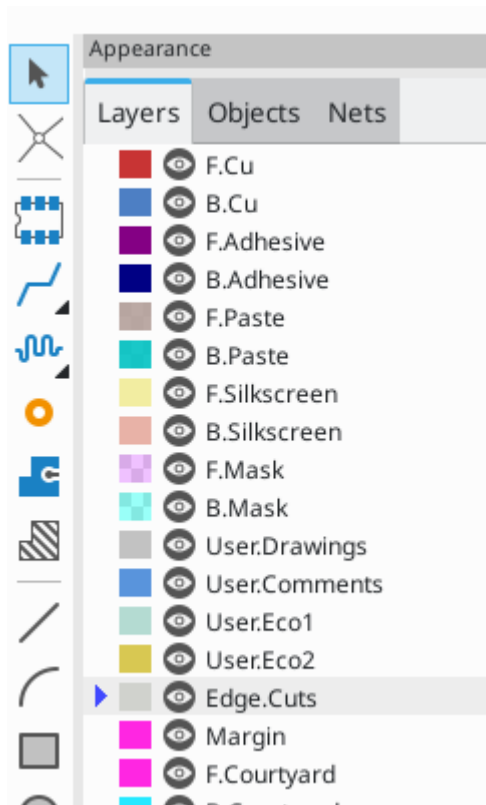 Appearance
Layers Objects Nets
F.Cu
B.Cu
F.Adhesive
B.Adhesive
F.Paste
B.Paste
F.Silkscreen
B.Silkscreen
F.Mask
B.Mask
User.Drawings
User.Comments
User.Eco1
User.Eco2
Edge.Cuts
Margin
F.Courtyard